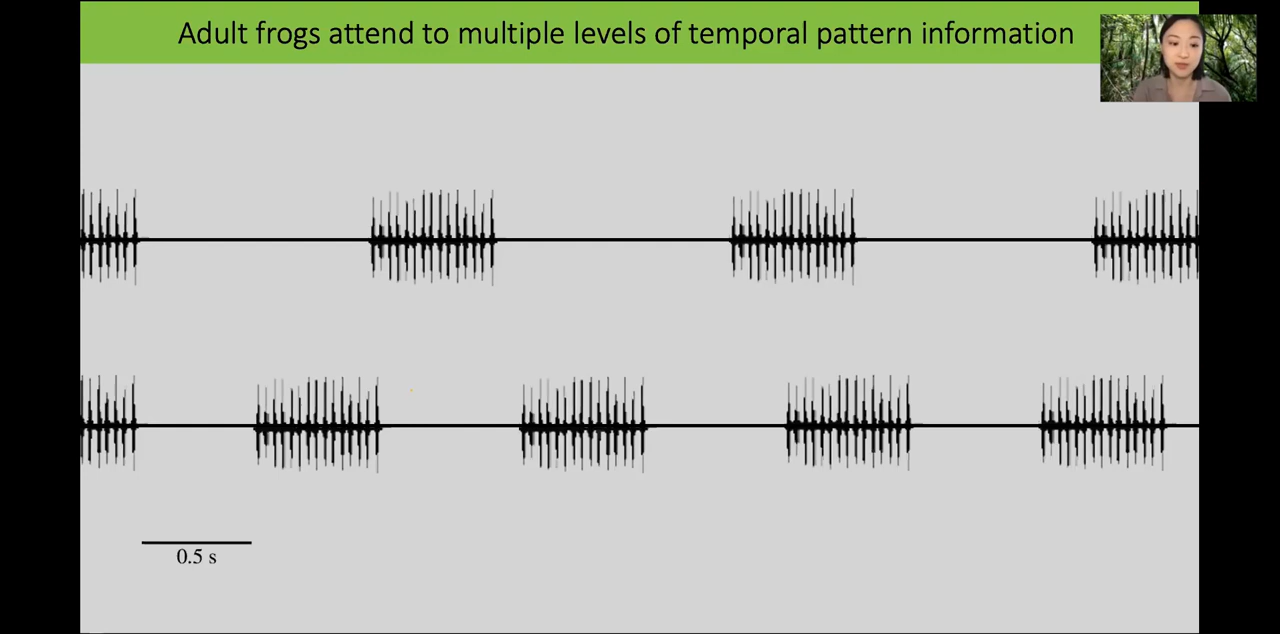 Adult frogs attend to multiple levels of temporal pattern information
0.5 s